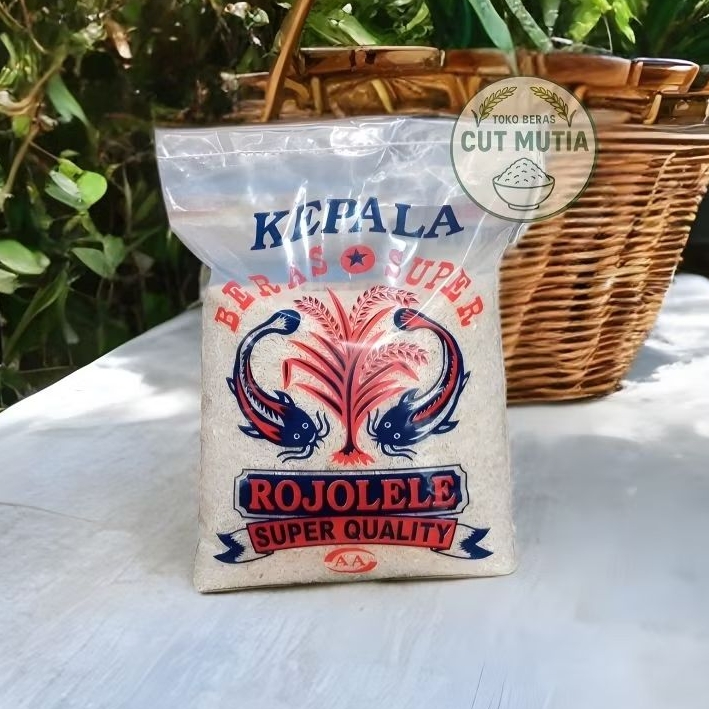 TOKO BERAS
CUT MUTIA
KEPALA
BERAS SUPER
ROJOLELE
SUPER QUALITY
AA